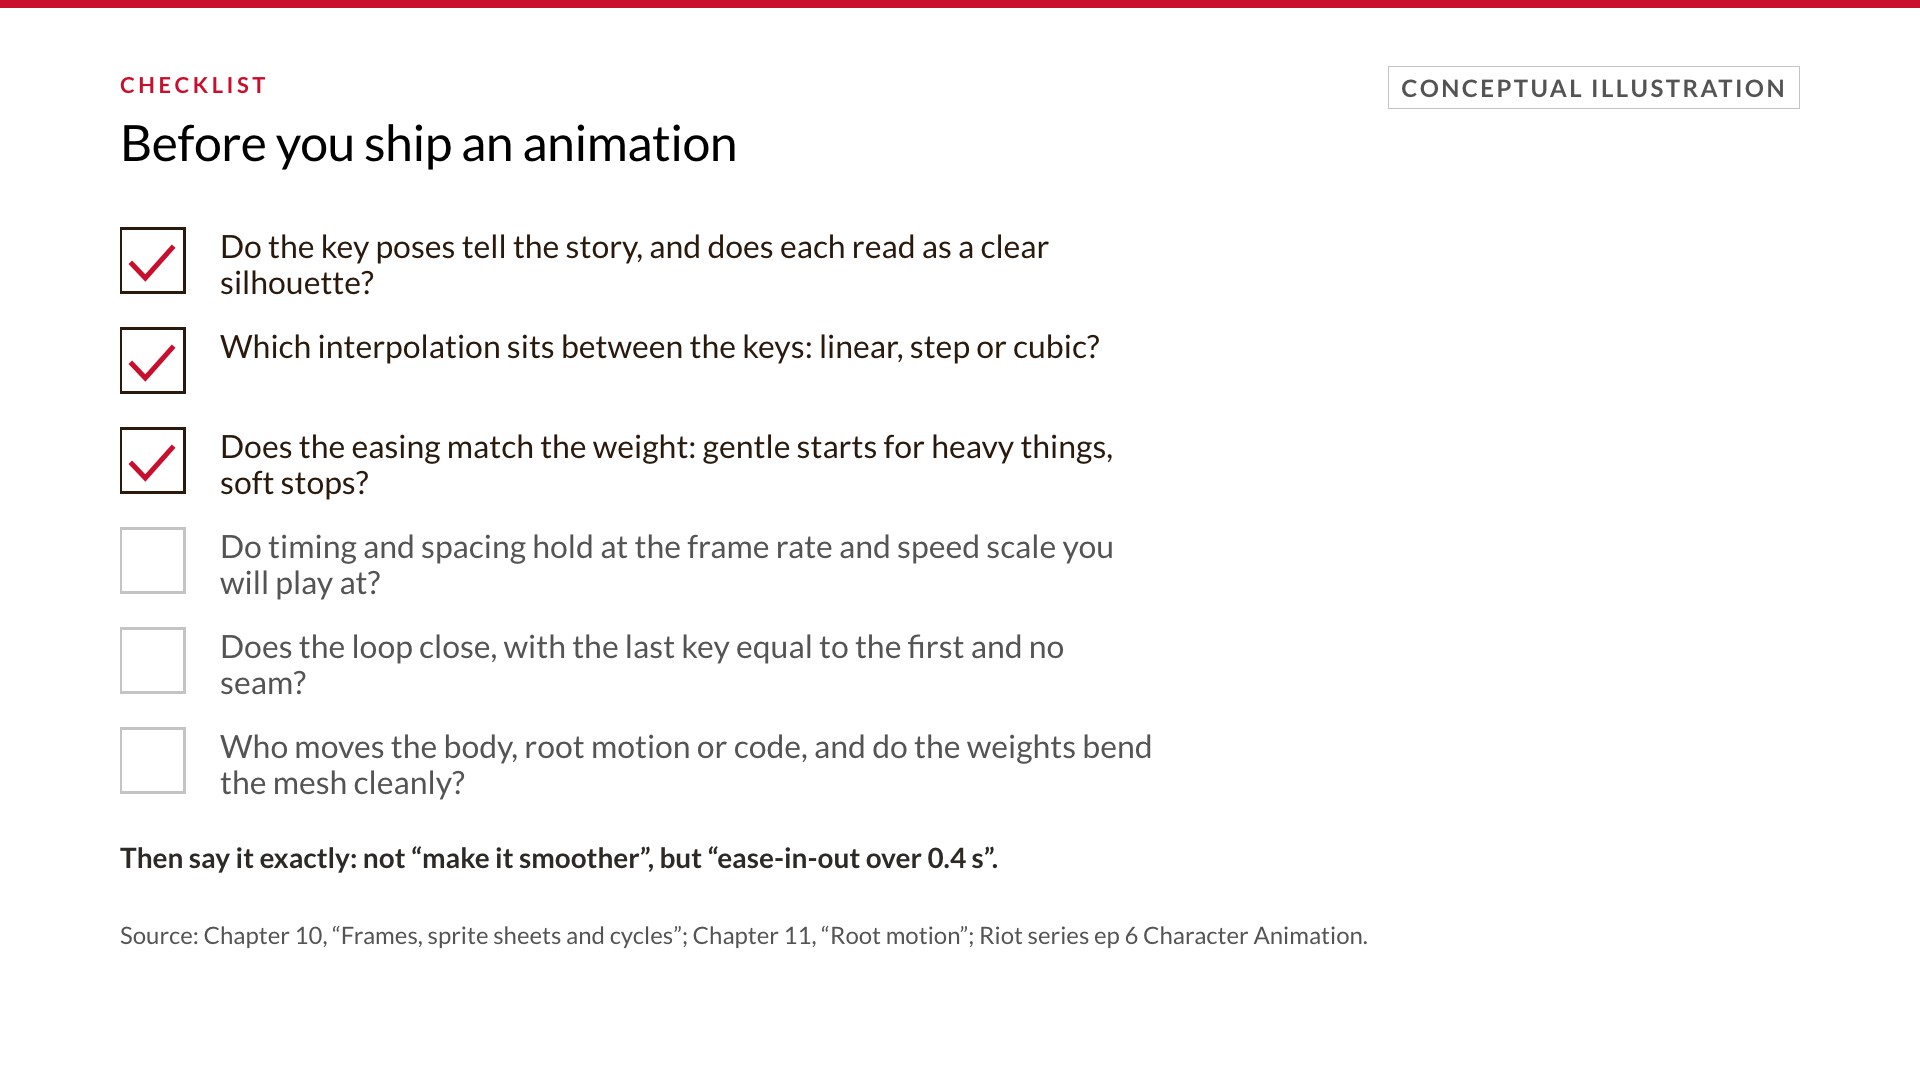 CHECKLIST
CONCEPTUAL ILLUSTRATION
Before you ship an animation
Do the key poses tell the story, and does each read as a clear
silhouette?
Which interpolation sits between the keys: linear, step or cubic?
Does the easing match the weight: gentle starts for heavy things,
soft stops?
Do timing and spacing hold at the frame rate and speed scale you
will play at?
Does the loop close, with the last key equal to the first and no
seam?
Who moves the body, root motion or code, and do the weights bend
the mesh cleanly?
Then say it exactly: not “make it smoother”, but “ease-in-out over 0.4 s”.
Source: Chapter 10, “Frames, sprite sheets and cycles”; Chapter 11, “Root motion”; Riot series ep 6 Character Animation.